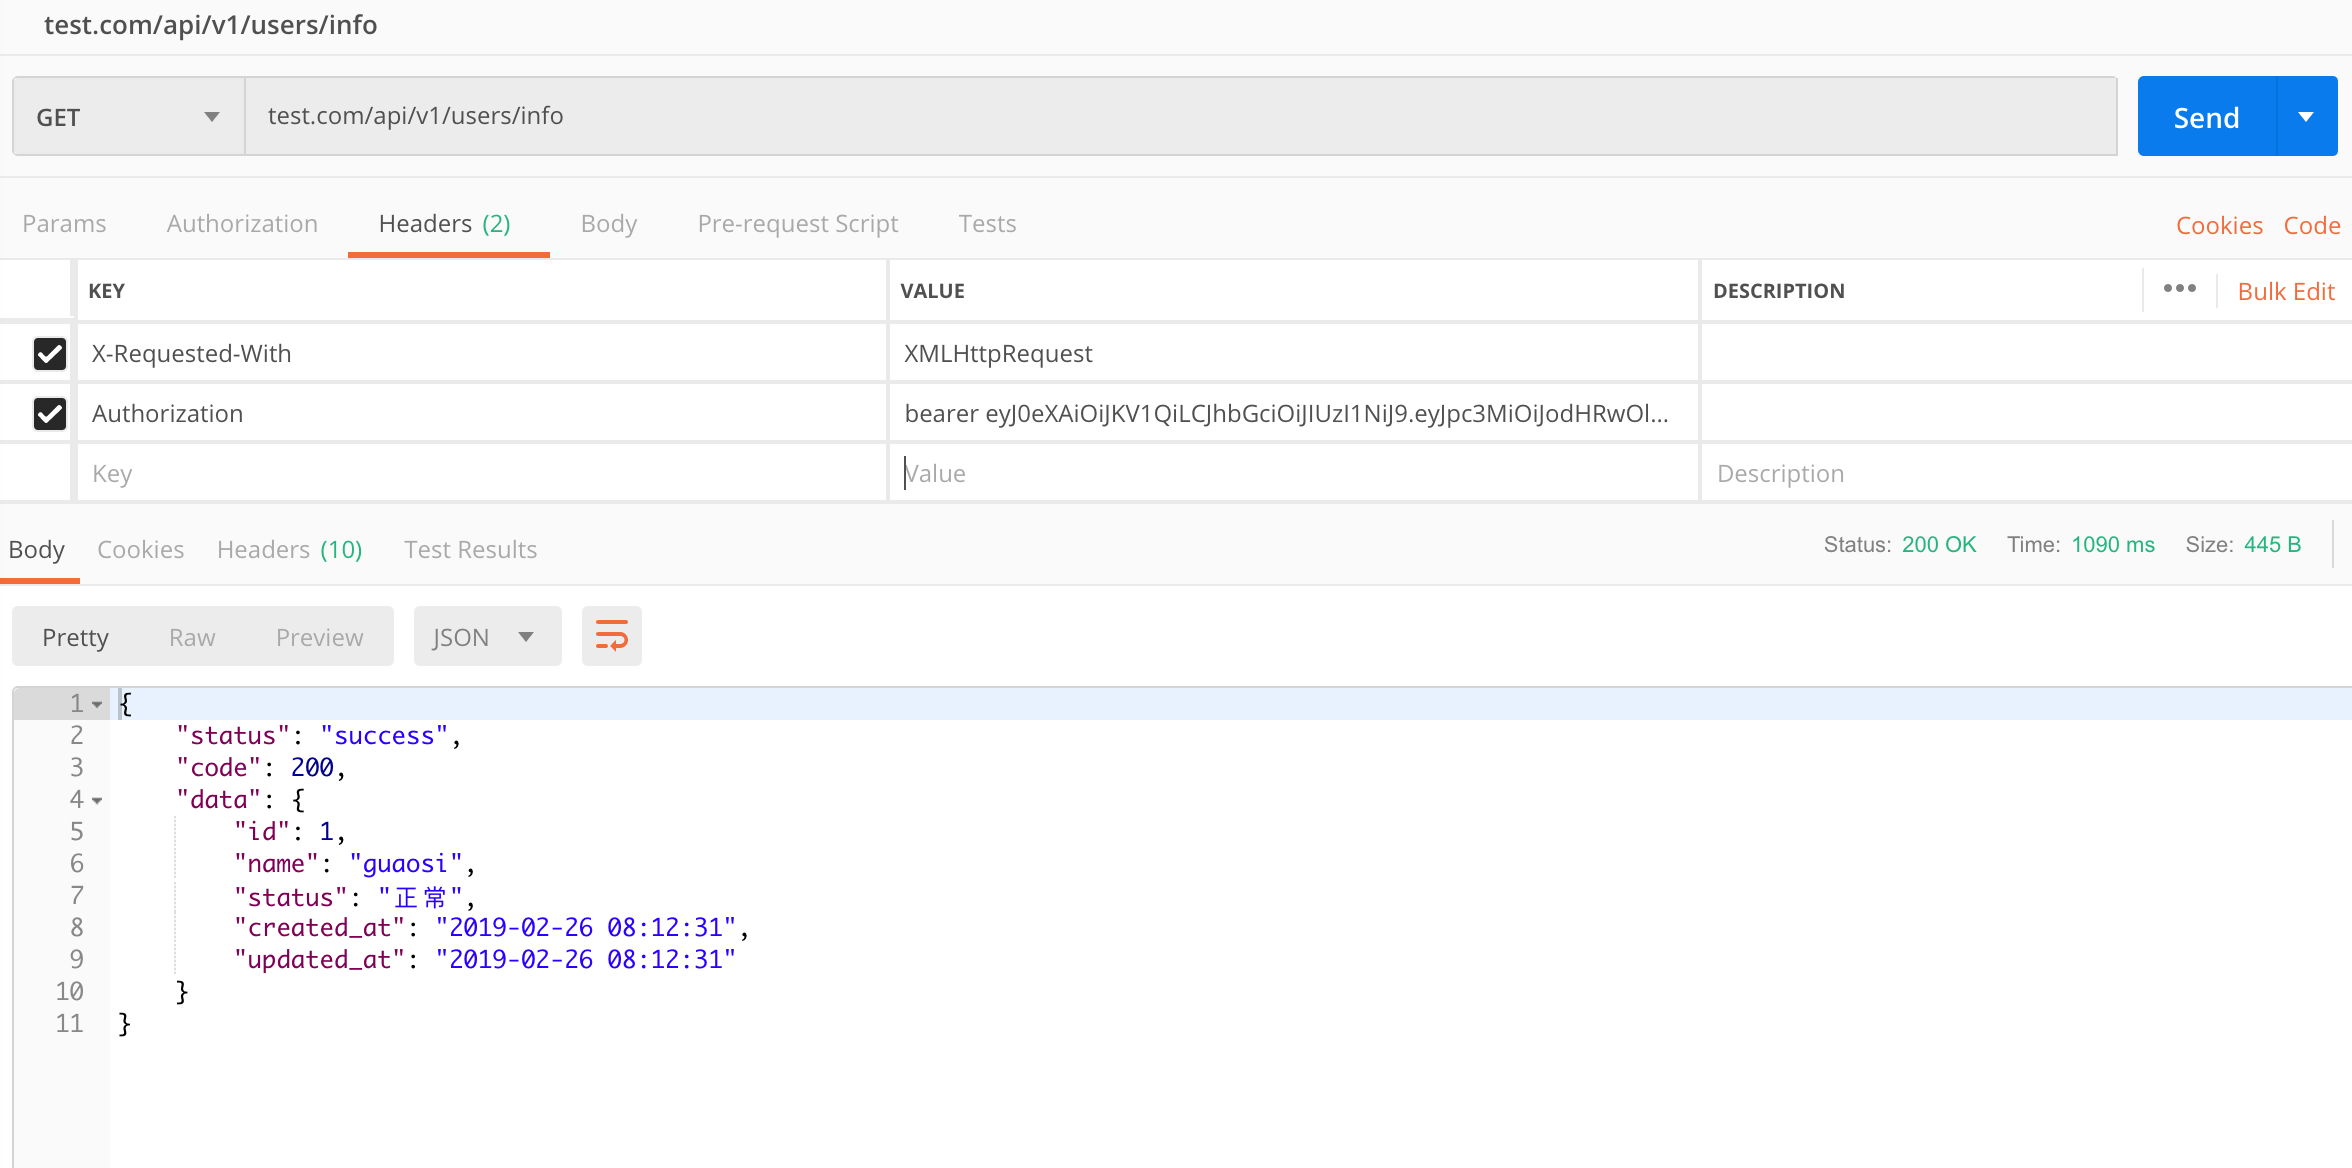 test.com/api/v1/users/info
GET test.com/api/v1/users/info Send
Params Authorization Headers (2) Body Pre-request Script Tests Cookies Code
KEY VALUE DESCRIPTION ••• Bulk Edit
X-Requested-With XMLHttpRequest
Authorization bearer eyJ0eXAiOiJKV1QiLCJhbGciOiJIUzI1NiJ9.eyJpc3MiOiJodHRwOl...
Key Value Description
Body Cookies Headers (10) Test Results Status: 200 OK Time: 1090 ms Size: 445 B
Pretty Raw Preview JSON
1 {
2 "status": "success",
3 "code": 200,
4 "data": {
5 "id": 1,
6 "name": "guaosi",
7 "status": "正常",
8 "created_at": "2019-02-26 08:12:31",
9 "updated_at": "2019-02-26 08:12:31"
10 }
11 }